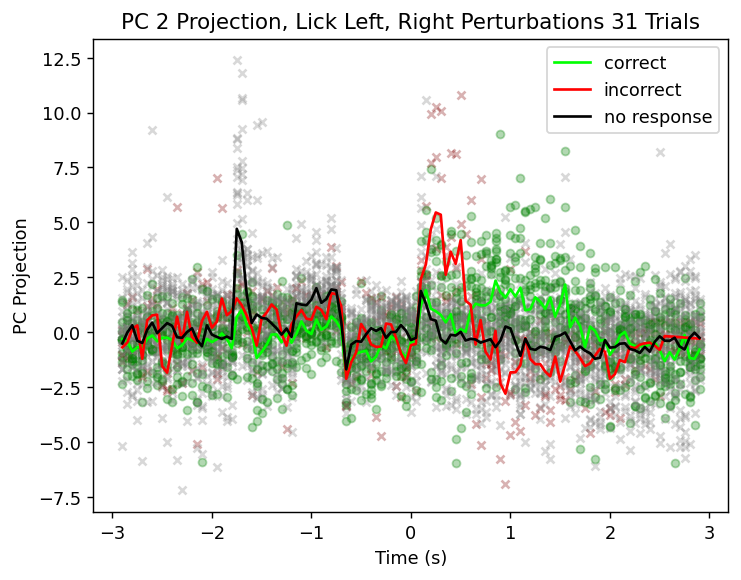 PC 2 Projection, Lick Left, Right Perturbations 31 Trials
correct
incorrect
no response
12.5
10.0
7.5
5.0
2.5
0.0
−2.5
−5.0
−7.5
PC Projection
−3
−2
−1
0
1
2
3
Time (s)